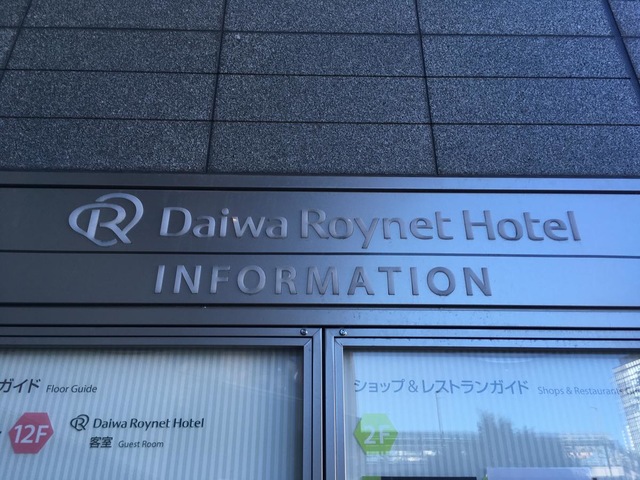 Daiwa Roynet Hotel
INFORMATION
ガイド Floor Guide
12F Daiwa Roynet Hotel
客室 Guest Room
ショップ&レストランガイド Shops & Restaurant
2F